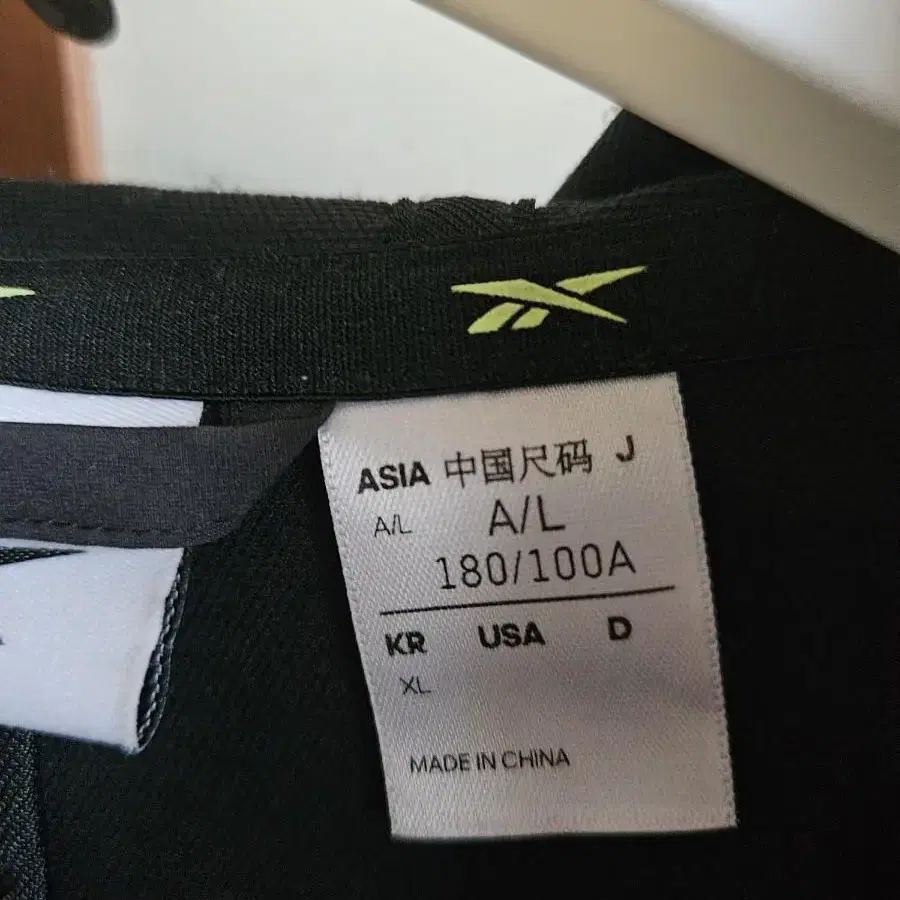 ASIA 中国尺码 J
A/L A/L
180/100A
KR USA D
XL
MADE IN CHINA